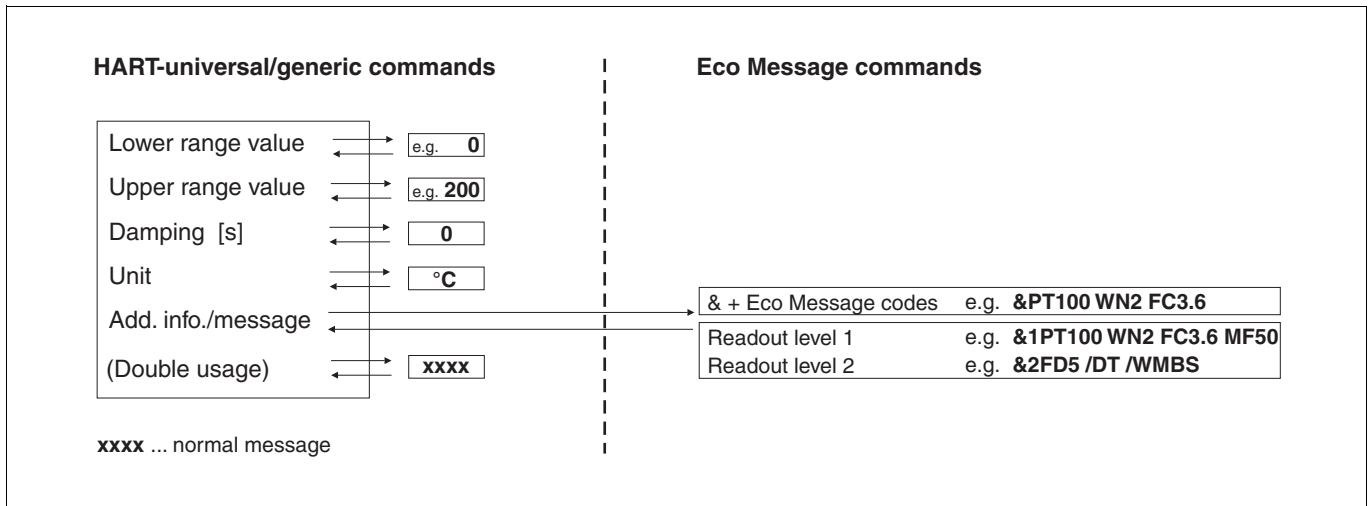 HART-universal/generic commands
Lower range value e.g. 0
Upper range value e.g. 200
Damping [s] 0
Unit °C
Add. info./message
(Double usage) xxxx
xxxx ... normal message
Eco Message commands
& + Eco Message codes e.g. &PT100 WN2 FC3.6
Readout level 1 e.g. &1PT100 WN2 FC3.6 MF50
Readout level 2 e.g. &2FD5 /DT /WMBS